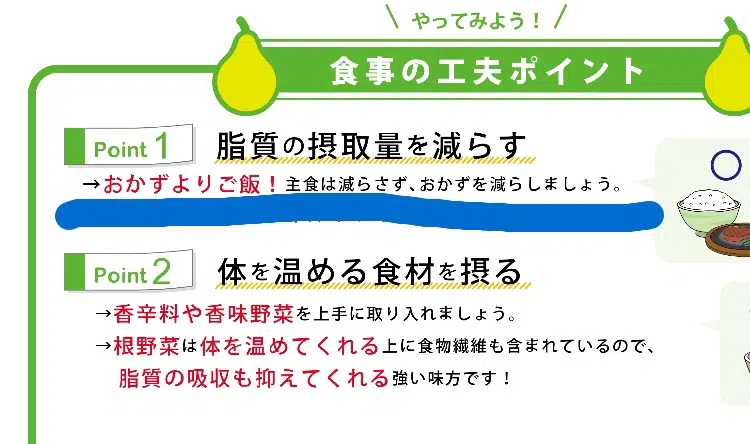 やってみよう！
食事の工夫ポイント
Point 1 脂質の摂取量を減らす
→おかずよりご飯！主食は減らさず、おかずを減らしましょう。
Point 2 体を温める食材を摂る
→香辛料や香味野菜を上手に取り入れましょう。
→根野菜は体を温めてくれる上に食物繊維も含まれているので、
脂質の吸収も抑えてくれる強い味方です！